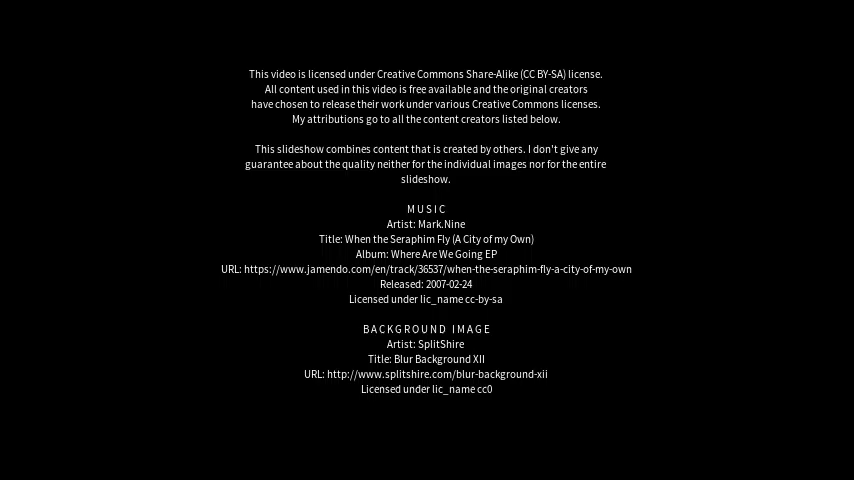 This video is licensed under Creative Commons Share-Alike (CC BY-SA) license.
All content used in this video is free available and the original creators
have chosen to release their work under various Creative Commons licenses.
My attributions go to all the content creators listed below.
This slideshow combines content that is created by others. I don't give any
guarantee about the quality neither for the individual images nor for the entire
slideshow.
MUSIC
Artist: Mark.Nine
Title: When the Seraphim Fly (A City of my Own)
Album: Where Are We Going EP
URL: https://www.jamendo.com/en/track/36537/when-the-seraphim-fly-a-city-of-my-own
Released: 2007-02-24
Licensed under lic_name cc-by-sa
BACKGROUND IMAGE
Artist: SplitShire
Title: Blur Background XII
URL: http://www.splitshire.com/blur-background-xii
Licensed under lic_name cc0